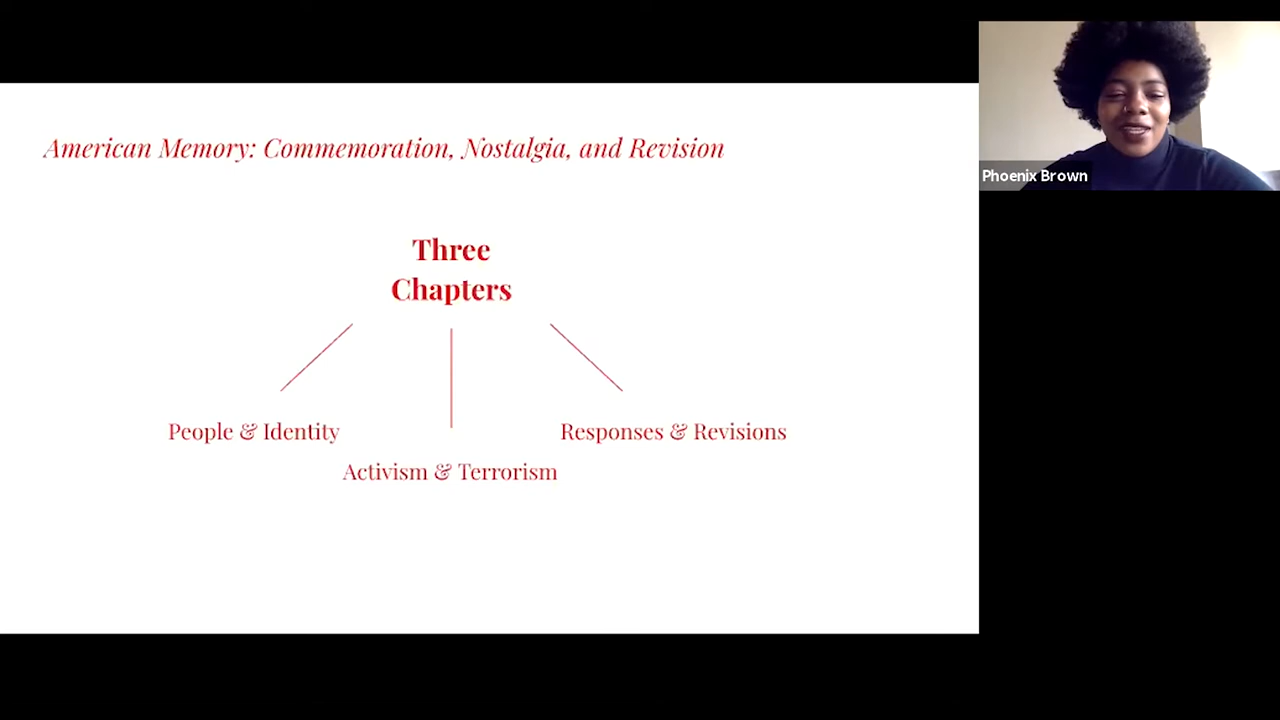 American Memory: Commemoration, Nostalgia, and Revision
Three
Chapters
People & Identity
Activism & Terrorism
Responses & Revisions
Phoenix Brown